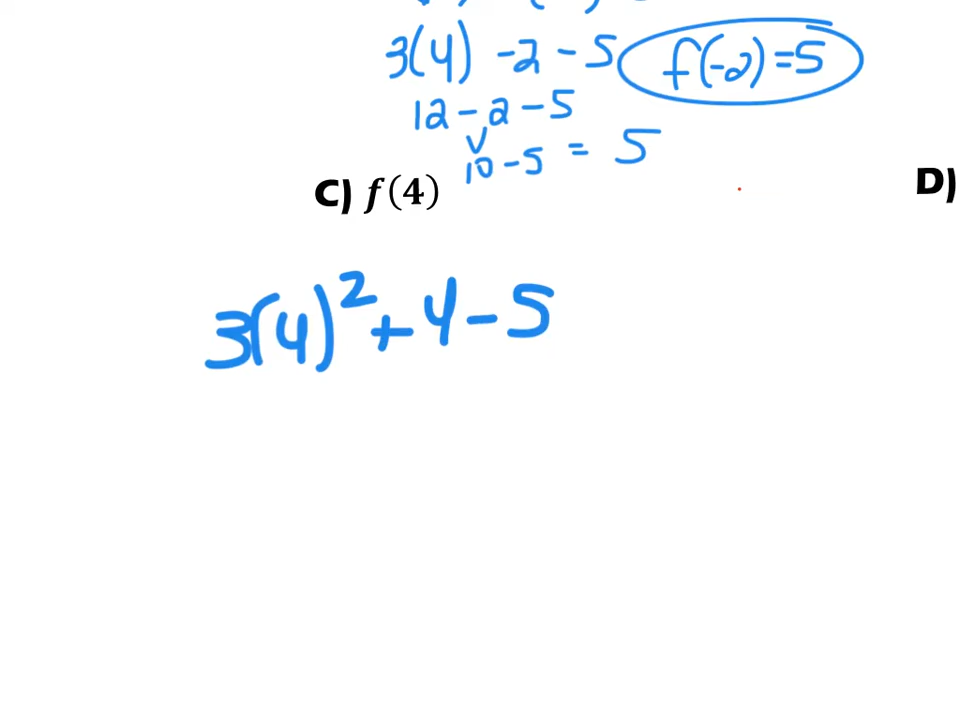 3(4) -2 - 5 f(-2) = 5
12 - 2 - 5
10 - 5 = 5
C) f(4)
D)
3(4)² + 4 - 5